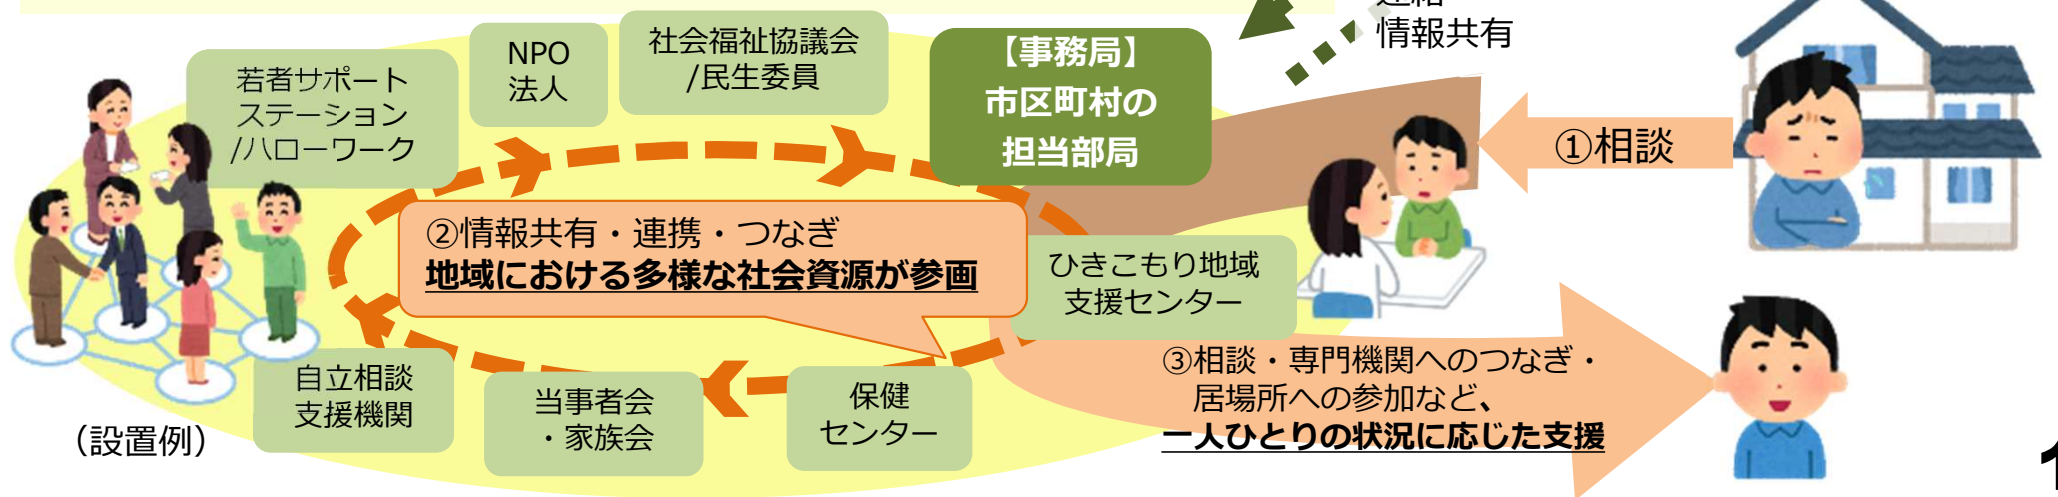 情報共有
社会福祉協議会
/民生委員
NPO
法人
【事務局】
市区町村の
担当部局
若者サポート
ステーション
/ハローワーク
①相談
②情報共有・連携・つなぎ
地域における多様な社会資源が参画
ひきこもり地域
支援センター
③相談・専門機関へのつなぎ・
居場所への参加など、
一人ひとりの状況に応じた支援
自立相談
支援機関
当事者会
・家族会
保健
センター
（設置例）